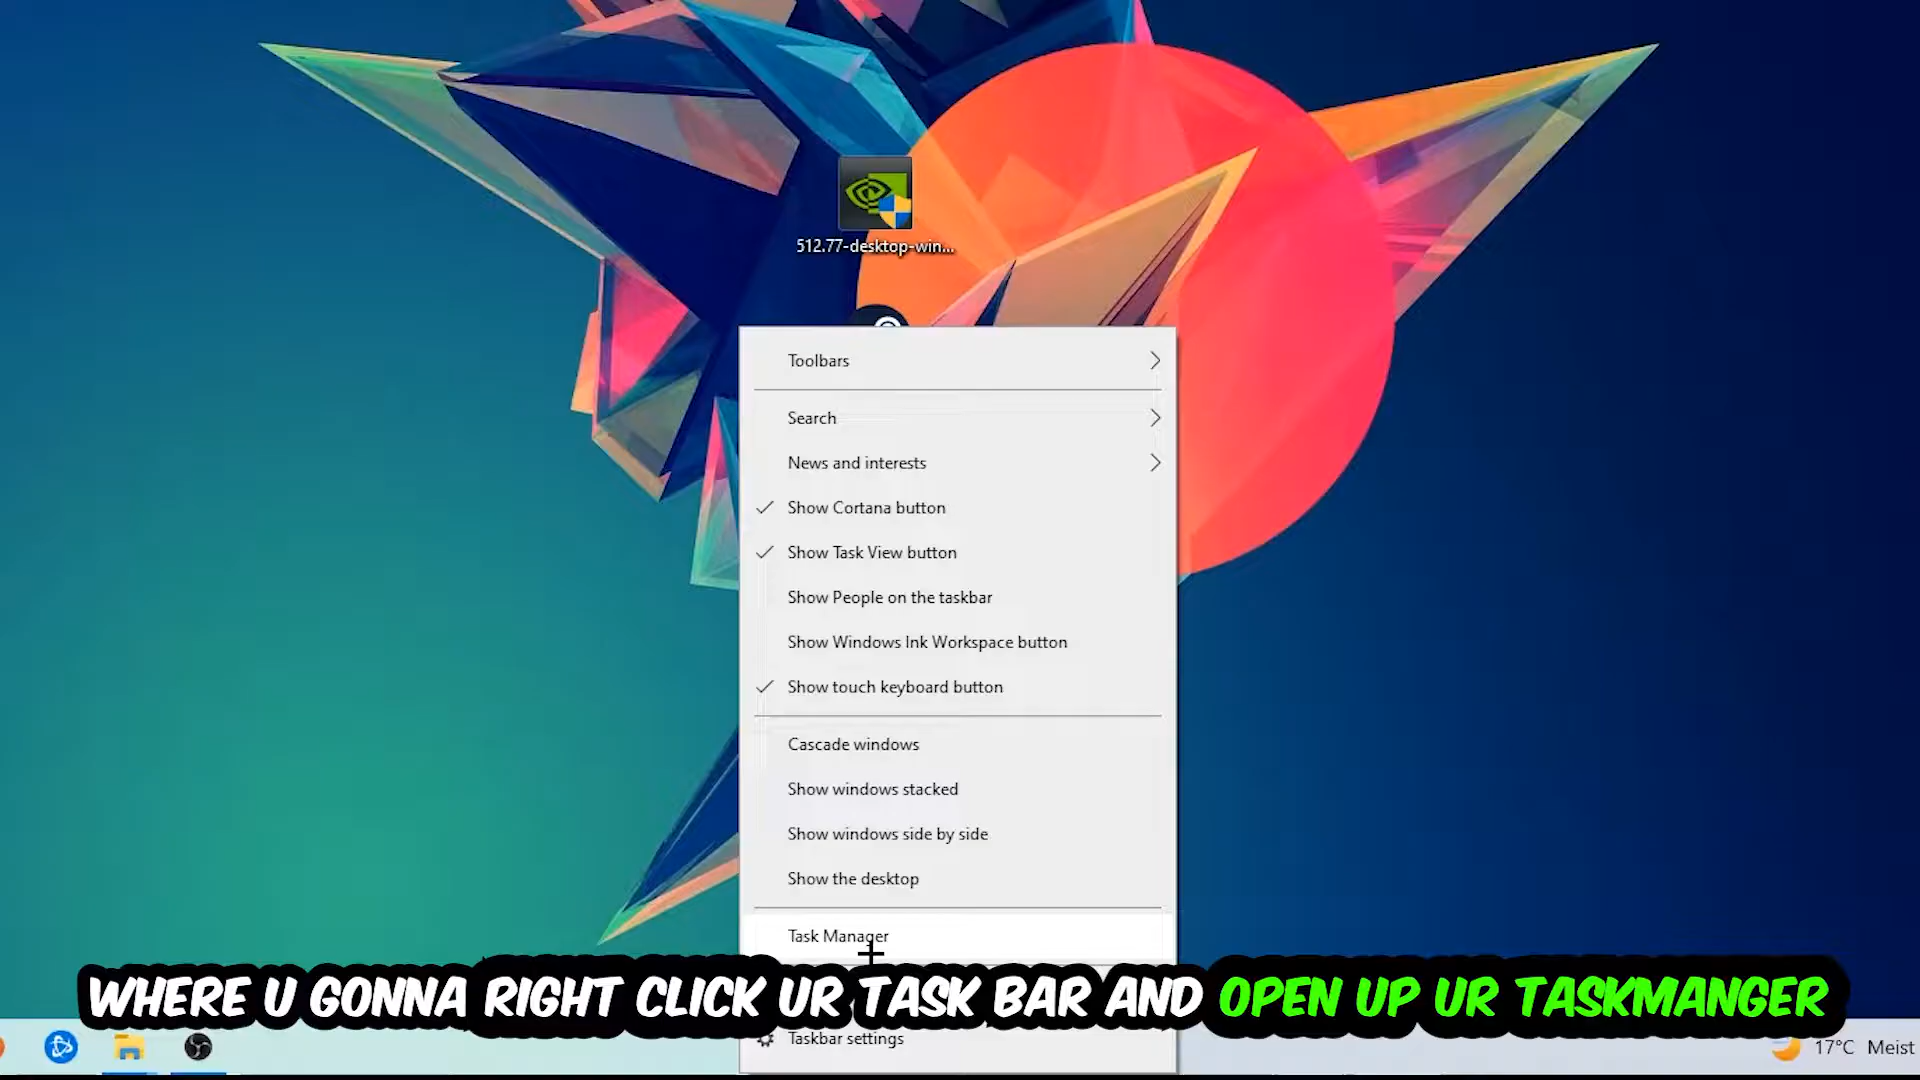 512.77-desktop-win...
Toolbars
Search
News and interests
Show Cortana button
Show Task View button
Show People on the taskbar
Show Windows Ink Workspace button
Show touch keyboard button
Cascade windows
Show windows stacked
Show windows side by side
Show the desktop
Task Manager
WHERE U GONNA RIGHT CLICK UR TASK BAR AND OPEN UP UR TASKMANGER
Taskbar settings
17°C Meist